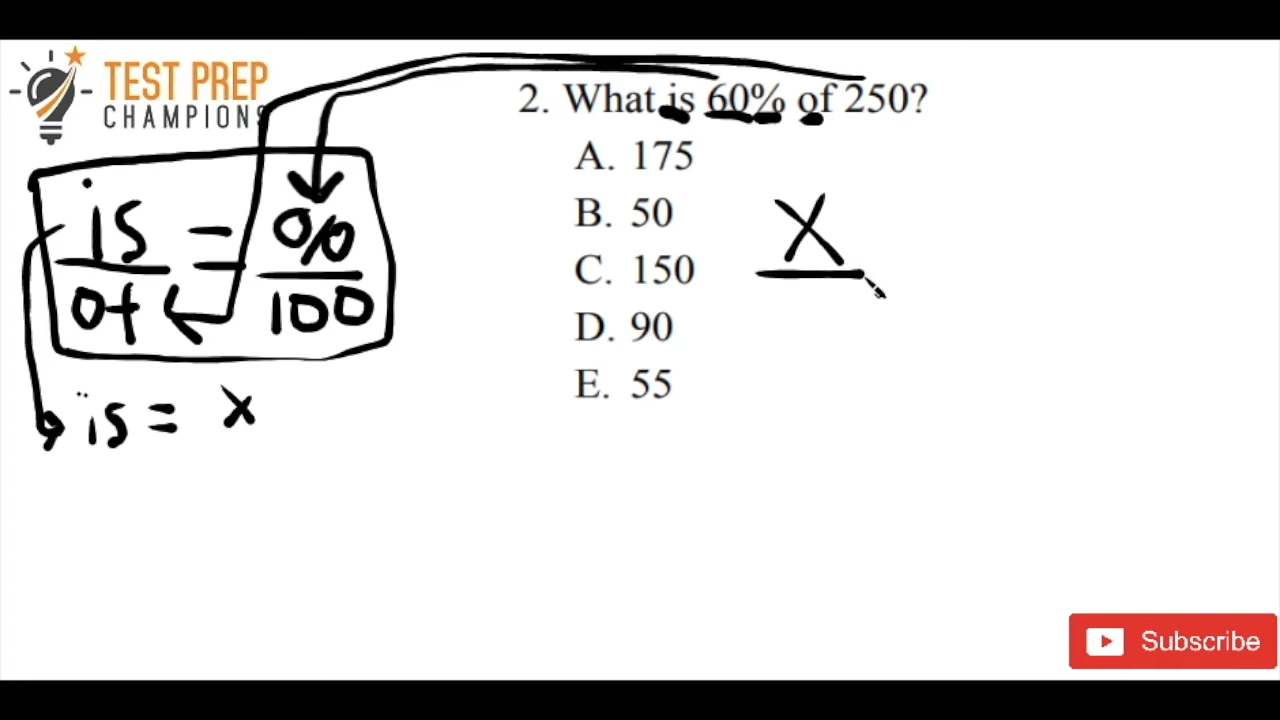 TEST PREP
CHAMPIONS
2. What is 60% of 250?
A. 175
B. 50
C. 150
D. 90
E. 55
is = %
of 100
is = x
X
Subscribe